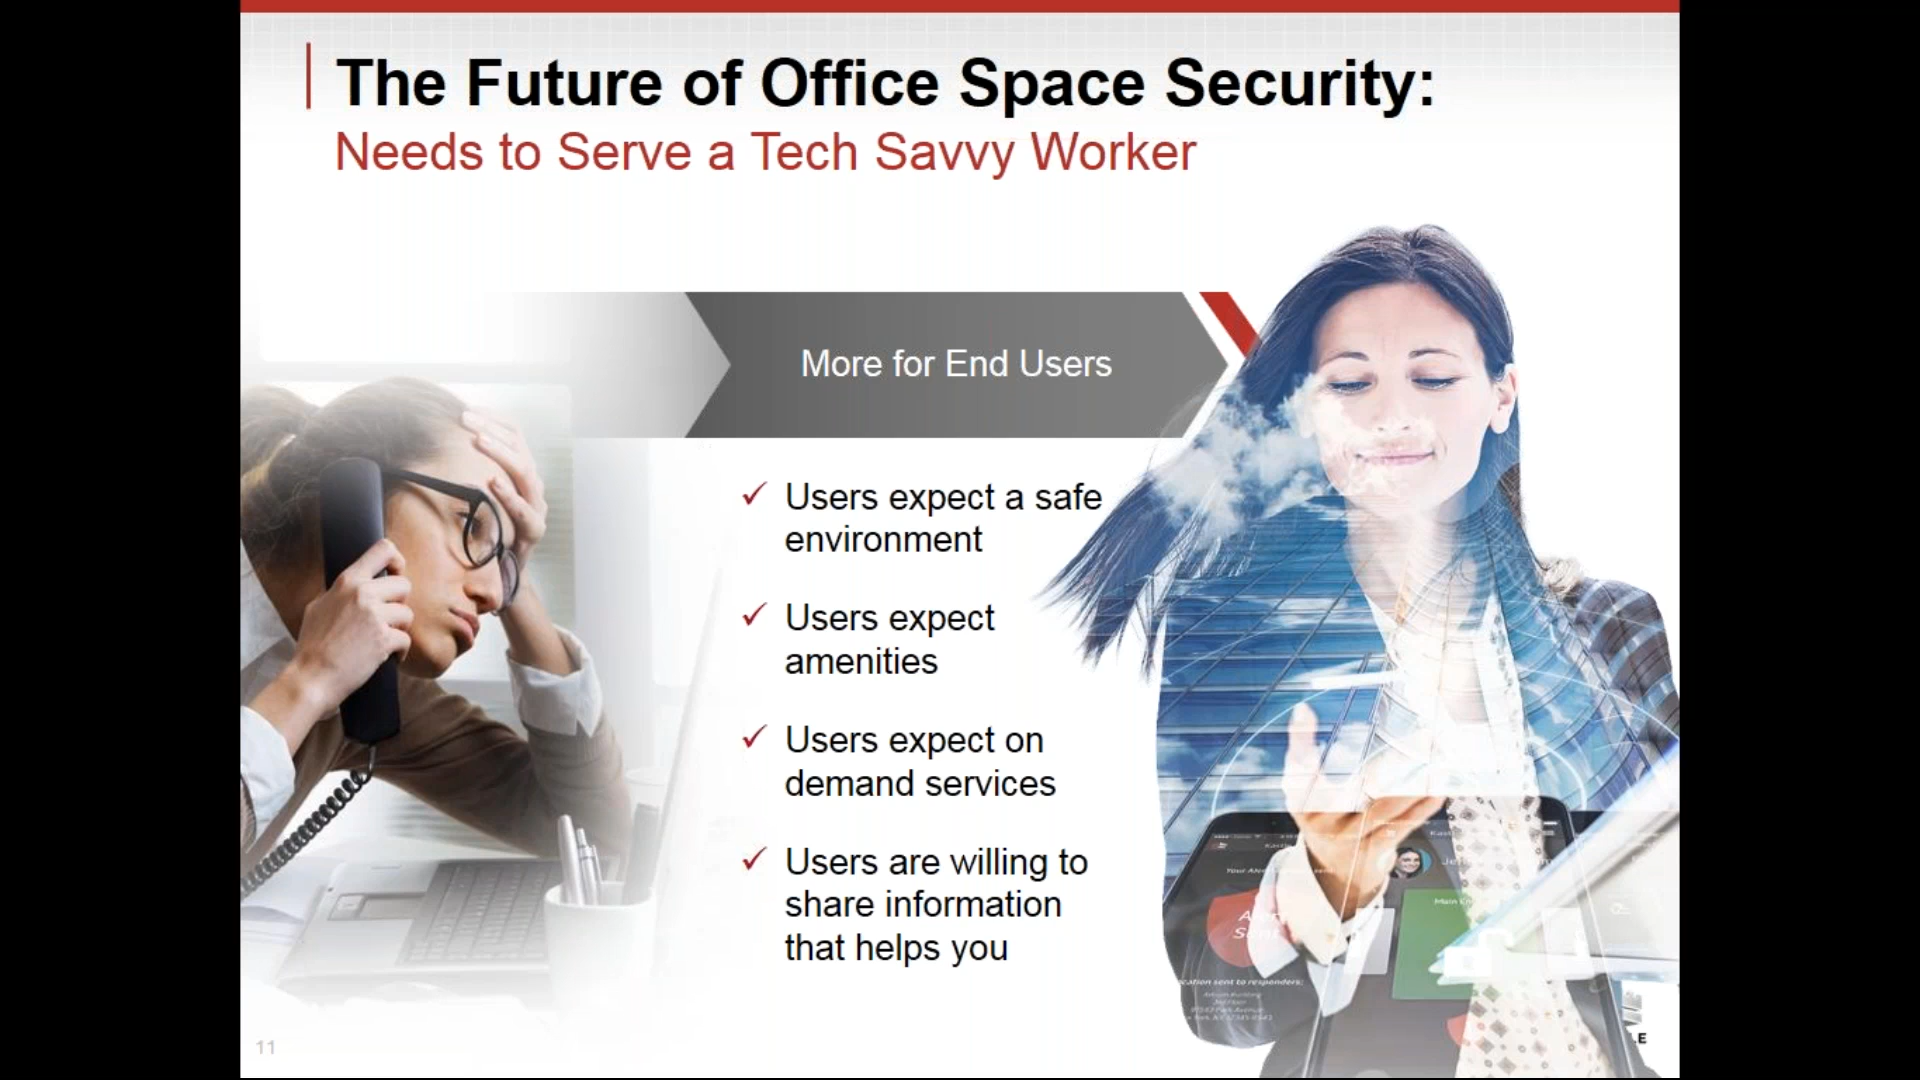 The Future of Office Space Security:
Needs to Serve a Tech Savvy Worker
More for End Users
Users expect a safe
environment
Users expect
amenities
Users expect on
demand services
Users are willing to
share information
that helps you
Sent
11